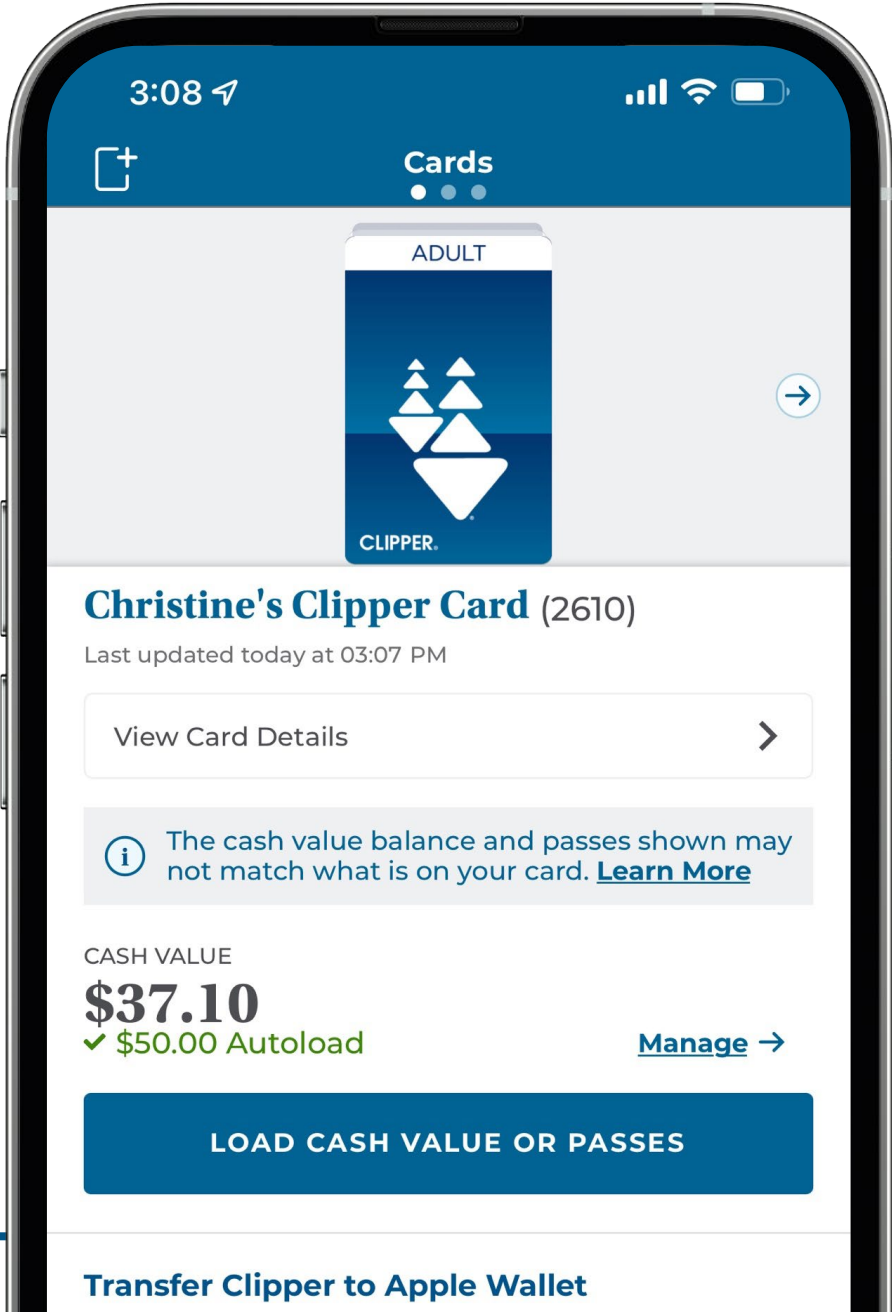 3:08
Cards
ADULT
CLIPPER®
Christine's Clipper Card (2610)
Last updated today at 03:07 PM
View Card Details
The cash value balance and passes shown may
not match what is on your card. Learn More
CASH VALUE
$37.10
$50.00 Autoload
Manage
LOAD CASH VALUE OR PASSES
Transfer Clipper to Apple Wallet